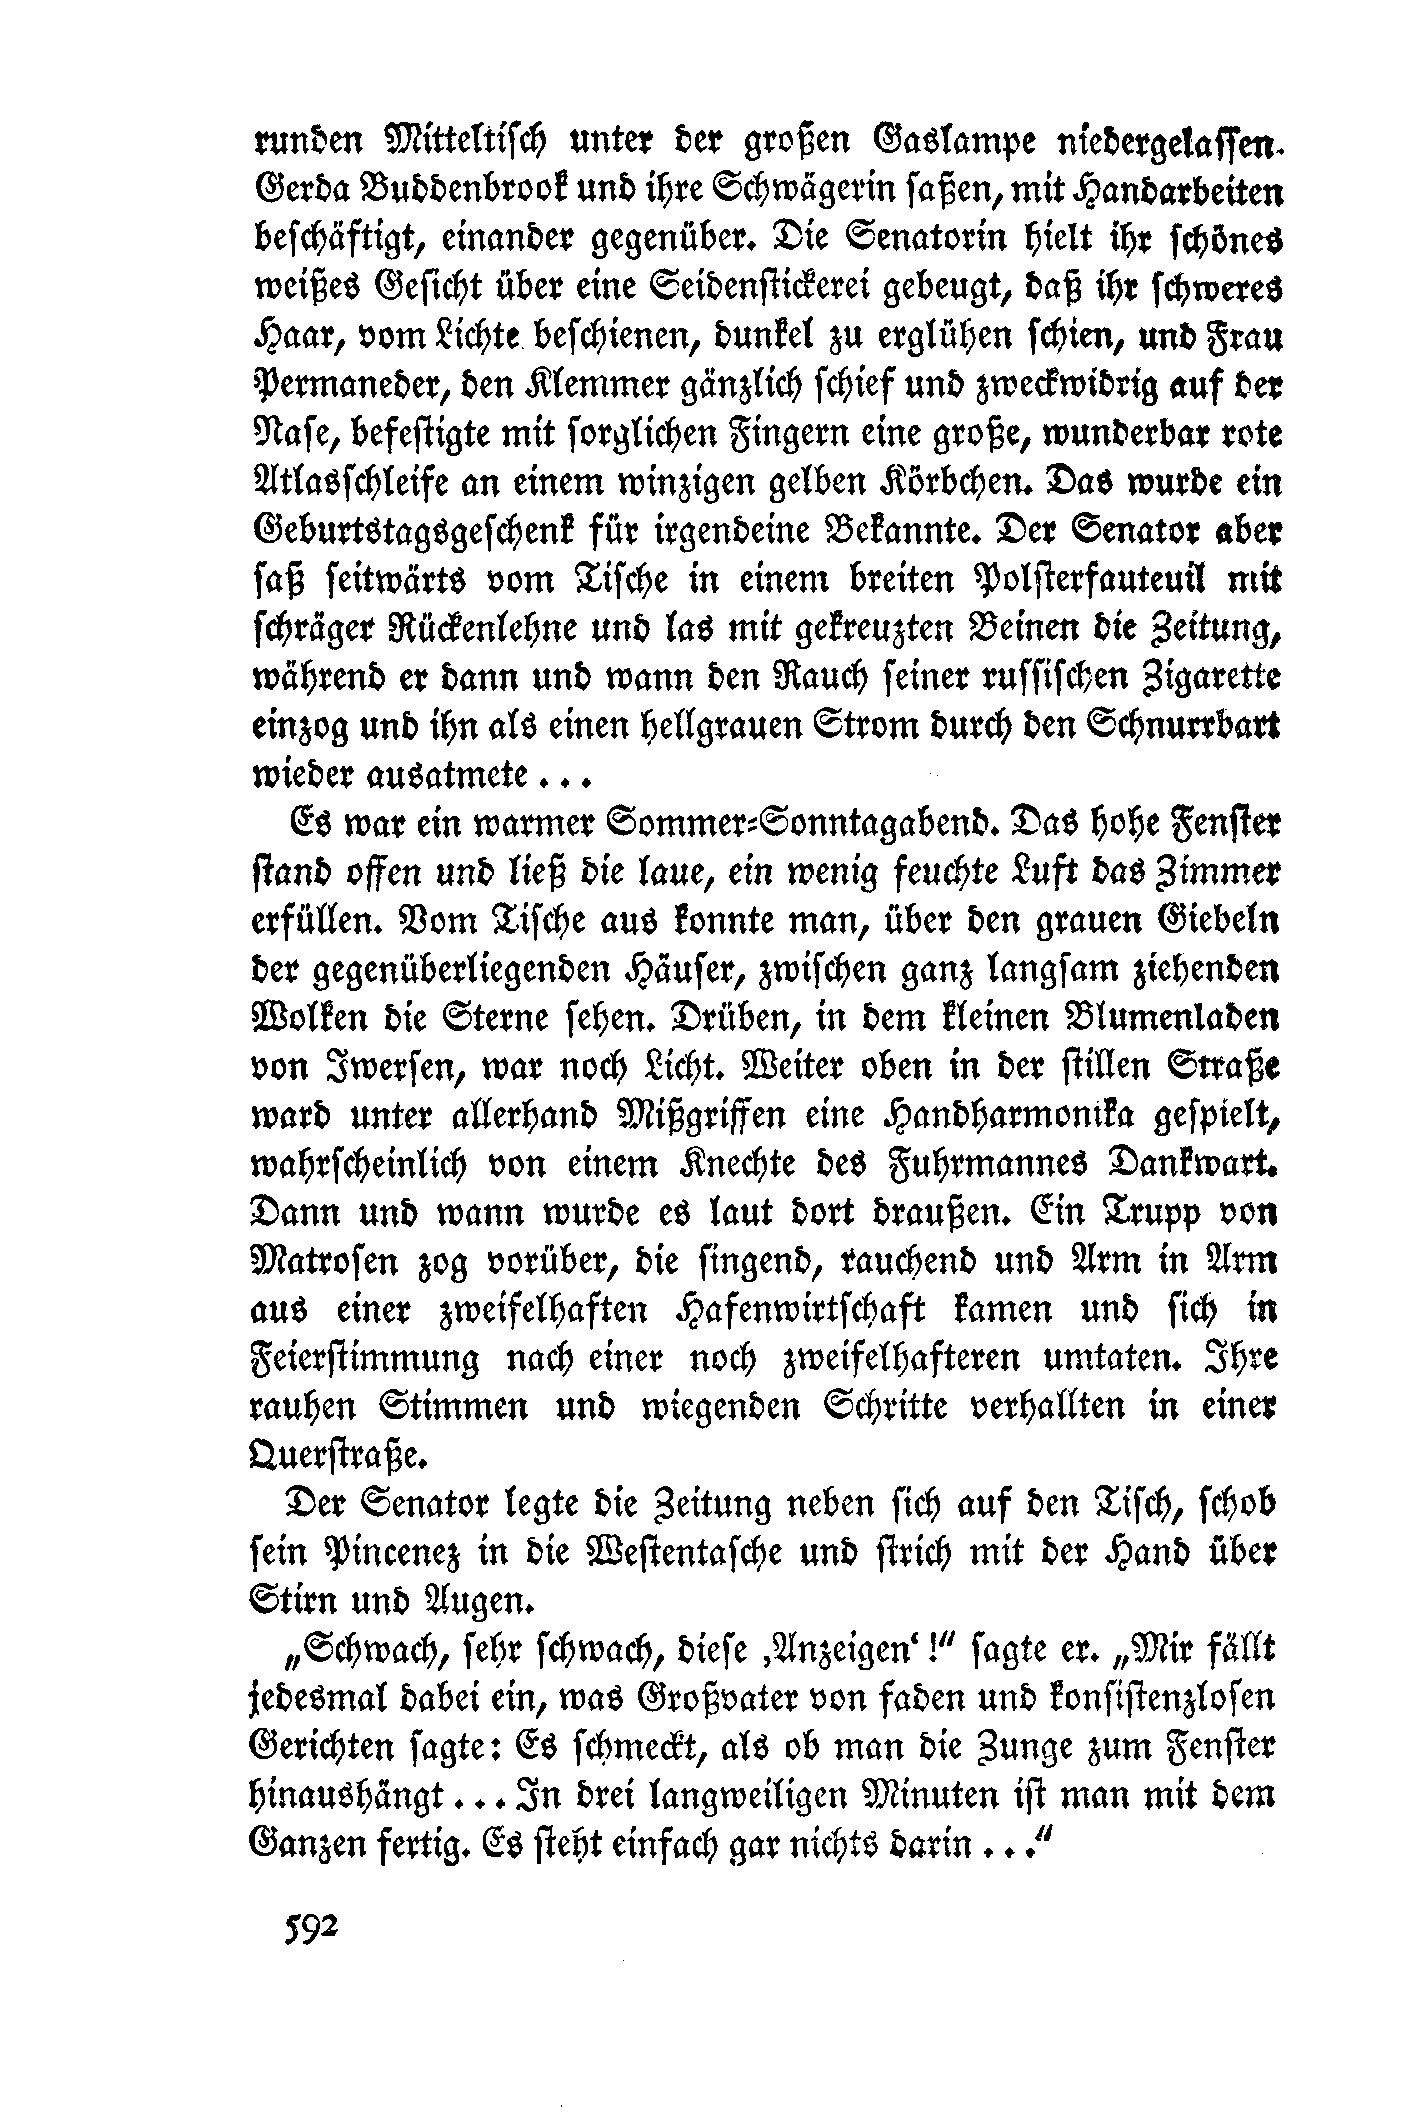 runden Mitteltisch unter der großen Gaslampe niedergelassen.
Gerda Buddenbrook und ihre Schwägerin saßen, mit Handarbeiten
beschäftigt, einander gegenüber. Die Senatorin hielt ihr schönes
weißes Gesicht über eine Seidenstickerei gebeugt, daß ihr schweres
Haar, vom Lichte beschienen, dunkel zu erglühen schien, und Frau
Permaneder, den Klemmer gänzlich schief und zweckwidrig auf der
Nase, befestigte mit sorglichen Fingern eine große, wunderbar rote
Atlasschleife an einem winzigen gelben Körbchen. Das wurde ein
Geburtstagsgeschenk für irgendeine Bekannte. Der Senator aber
saß seitwärts vom Tische in einem breiten Polsterfauteuil mit
schräger Rückenlehne und las mit gekreuzten Beinen die Zeitung,
während er dann und wann den Rauch seiner russischen Zigarette
einzog und ihn als einen hellgrauen Strom durch den Schnurrbart
wieder ausatmete . . .
Es war ein warmer Sommer-Sonntagabend. Das hohe Fenster
stand offen und ließ die laue, ein wenig feuchte Luft das Zimmer
erfüllen. Vom Tische aus konnte man, über den grauen Giebeln
der gegenüberliegenden Häuser, zwischen ganz langsam ziehenden
Wolken die Sterne sehen. Drüben, in dem kleinen Blumenladen
von Iwersen, war noch Licht. Weiter oben in der stillen Straße
ward unter allerhand Mißgriffen eine Handharmonika gespielt,
wahrscheinlich von einem Knechte des Fuhrmannes Dankwart.
Dann und wann wurde es laut dort draußen. Ein Trupp von
Matrosen zog vorüber, die singend, rauchend und Arm in Arm
aus einer zweifelhaften Hafenwirtschaft kamen und sich in
Feierstimmung nach einer noch zweifelhafteren umtaten. Ihre
rauhen Stimmen und wiegenden Schritte verhallten in einer
Querstraße.
Der Senator legte die Zeitung neben sich auf den Tisch, schob
sein Pincenez in die Westentasche und strich mit der Hand über
Stirn und Augen.
„Schwach, sehr schwach, diese ‚Anzeigen‘!“ sagte er. „Mir fällt
jedesmal dabei ein, was Großvater von faden und konsistenzlosen
Gerichten sagte: Es schmeckt, als ob man die Zunge zum Fenster
hinaushängt . . . In drei langweiligen Minuten ist man mit dem
Ganzen fertig. Es steht einfach gar nichts darin . . .“
592